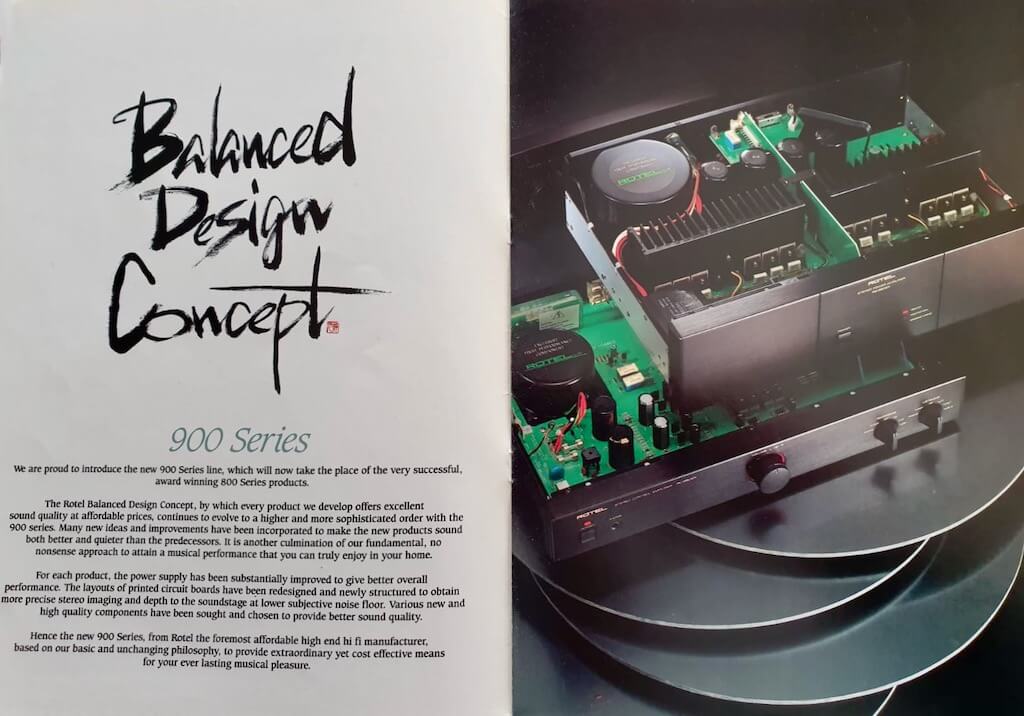 Balanced
Design
Concept
900 Series
We are proud to introduce the new 900 Series line, which will now take the place of the very successful,
award winning 800 Series products.
The Rotel Balanced Design Concept, by which every product we develop offers excellent
sound quality at affordable prices, continues to evolve to a higher and more sophisticated order with the
900 series. Many new ideas and improvements have been incorporated to make the new products sound
both better and quieter than the predecessors. It is another culmination of our fundamental, no
nonsense approach to attain a musical performance that you can truly enjoy in your home.
For each product, the power supply has been substantially improved to give better overall
performance. The layouts of printed circuit boards have been redesigned and newly structured to obtain
more precise stereo imaging and depth to the soundstage at lower subjective noise floor. Various new and
high quality components have been sought and chosen to provide better sound quality.
Hence the new 900 Series, from Rotel the foremost affordable high end hi fi manufacturer,
based on our basic and unchanging philosophy, to provide extraordinary yet cost effective means
for your ever lasting musical pleasure.
ROTEL
ROTEL
ROTEL
ROTEL